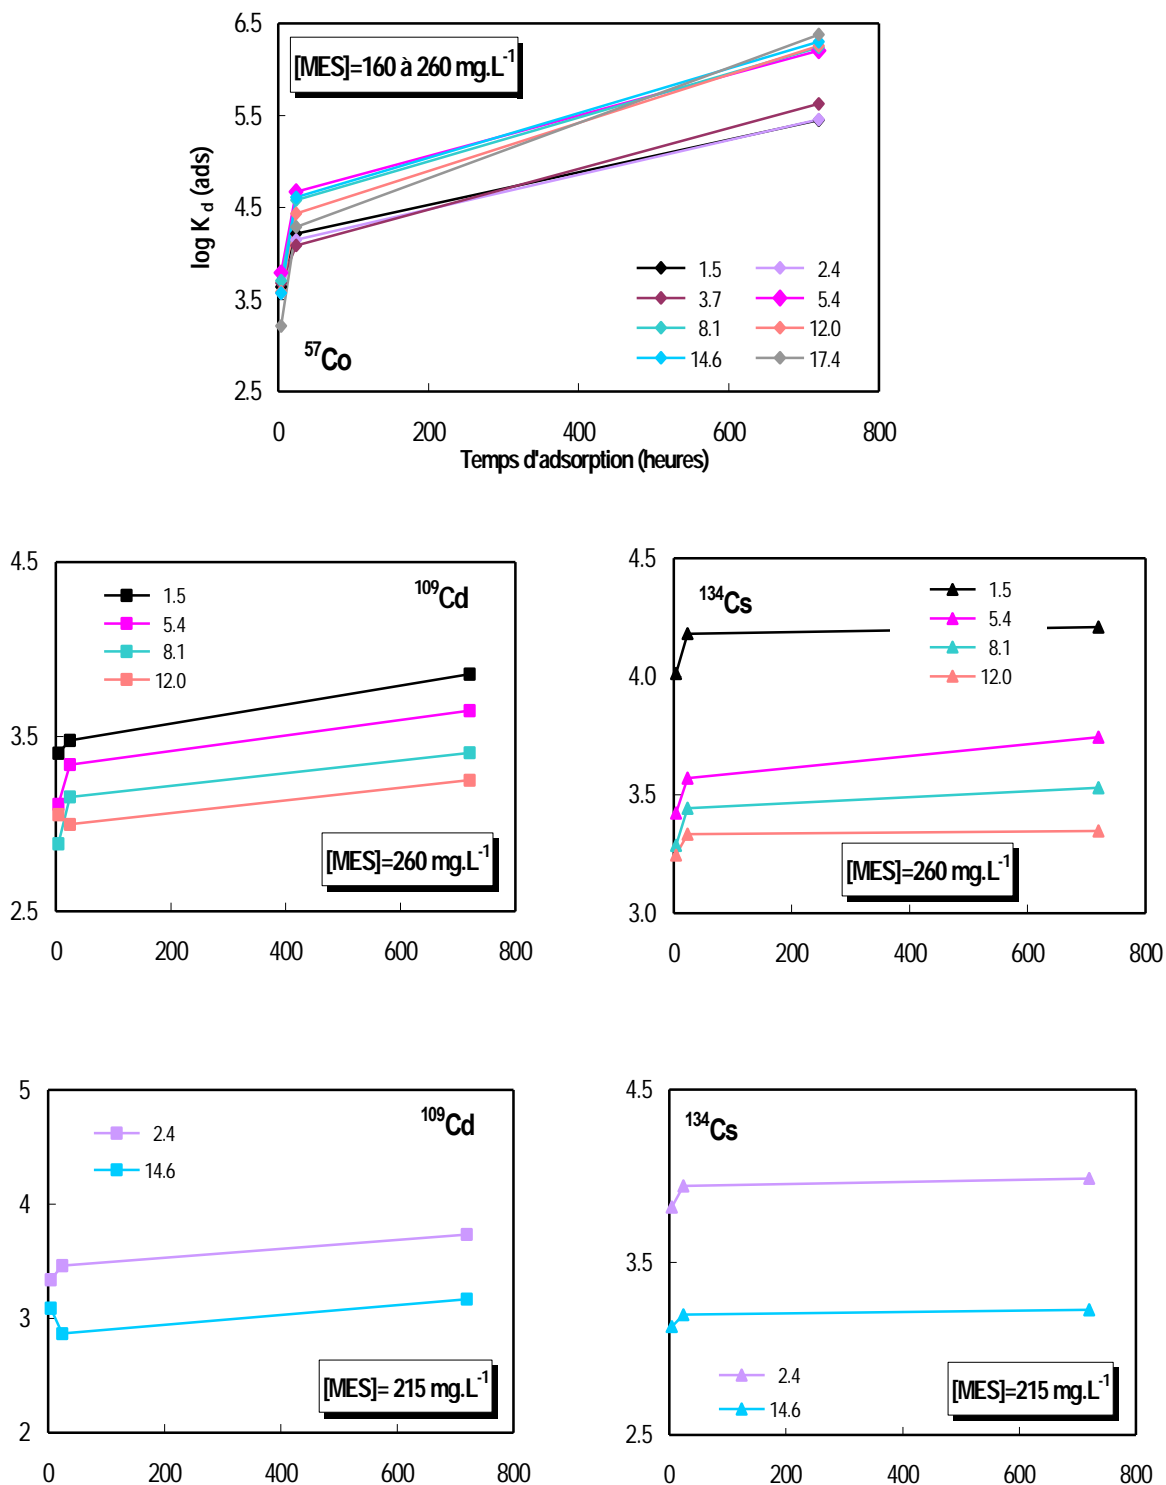 6.5
[MES]=160 à 260 mg.L-1
5.5
log K d (ads)
4.5
1.5 2.4
3.7 5.4
3.5
8.1 12.0
57Co
14.6 17.4
2.5
0 200 400 600 800
Temps d'adsorption (heures)
4.5
109Cd
1.5
5.4
8.1
12.0
3.5
[MES]=260 mg.L-1
2.5
0 200 400 600 800
4.5
134Cs
1.5
5.4
8.1
12.0
4.0
3.5
[MES]=260 mg.L-1
3.0
0 200 400 600 800
5
109Cd
2.4
14.6
4
3
[MES]= 215 mg.L-1
2
0 200 400 600 800
4.5
134Cs
3.5
2.4
14.6
[MES]=215 mg.L-1
2.5
0 200 400 600 800